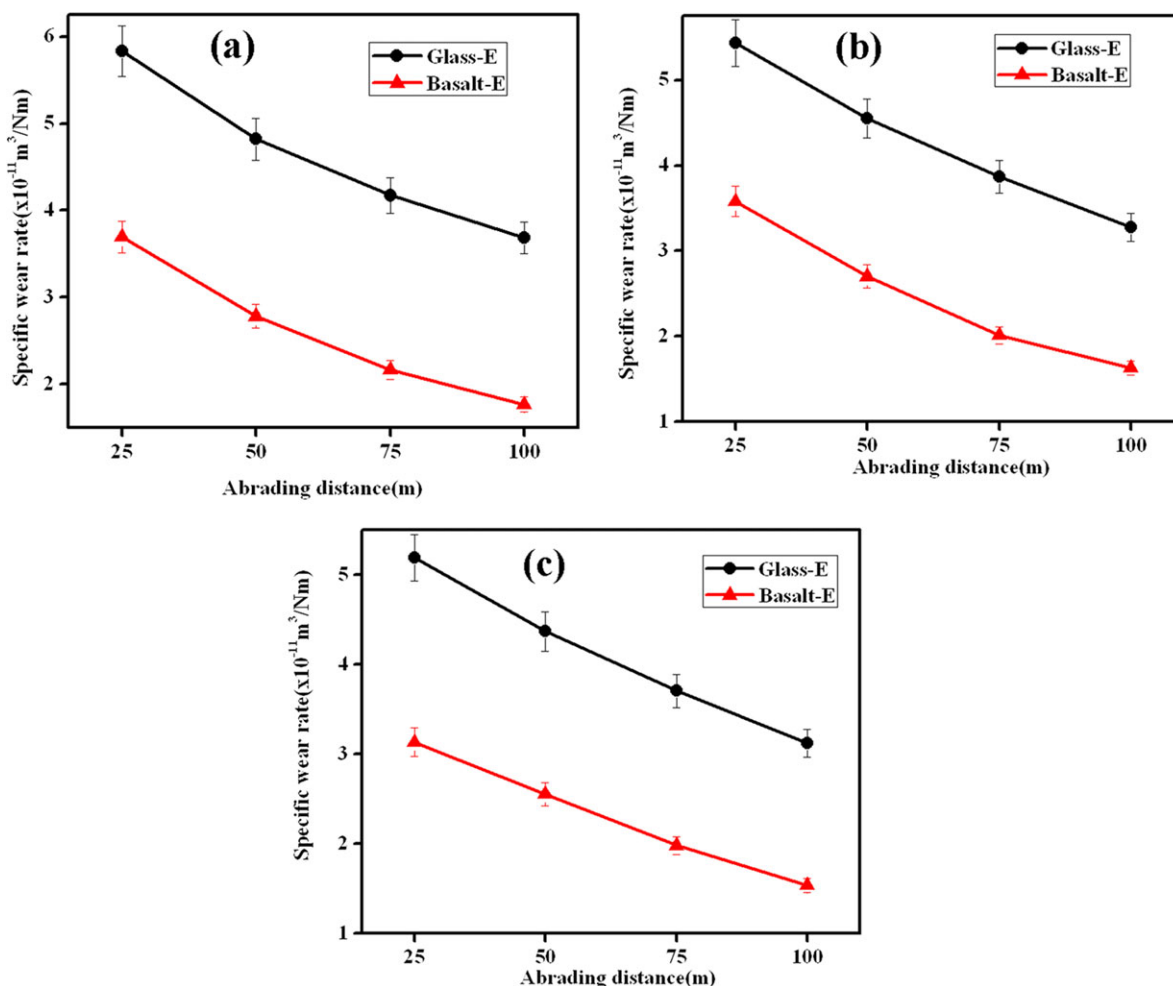 (a)
Glass-E
Basalt-E
Specific wear rate(x10⁻¹¹m³/Nm)
6
5
4
3
2
25 50 75 100
Abrading distance(m)
(b)
Glass-E
Basalt-E
Specific wear rate(x10⁻¹¹m³/Nm)
5
4
3
2
1
25 50 75 100
Abrading distance(m)
(c)
Glass-E
Basalt-E
Specific wear rate(x10⁻¹¹m³/Nm)
5
4
3
2
1
25 50 75 100
Abrading distance(m)